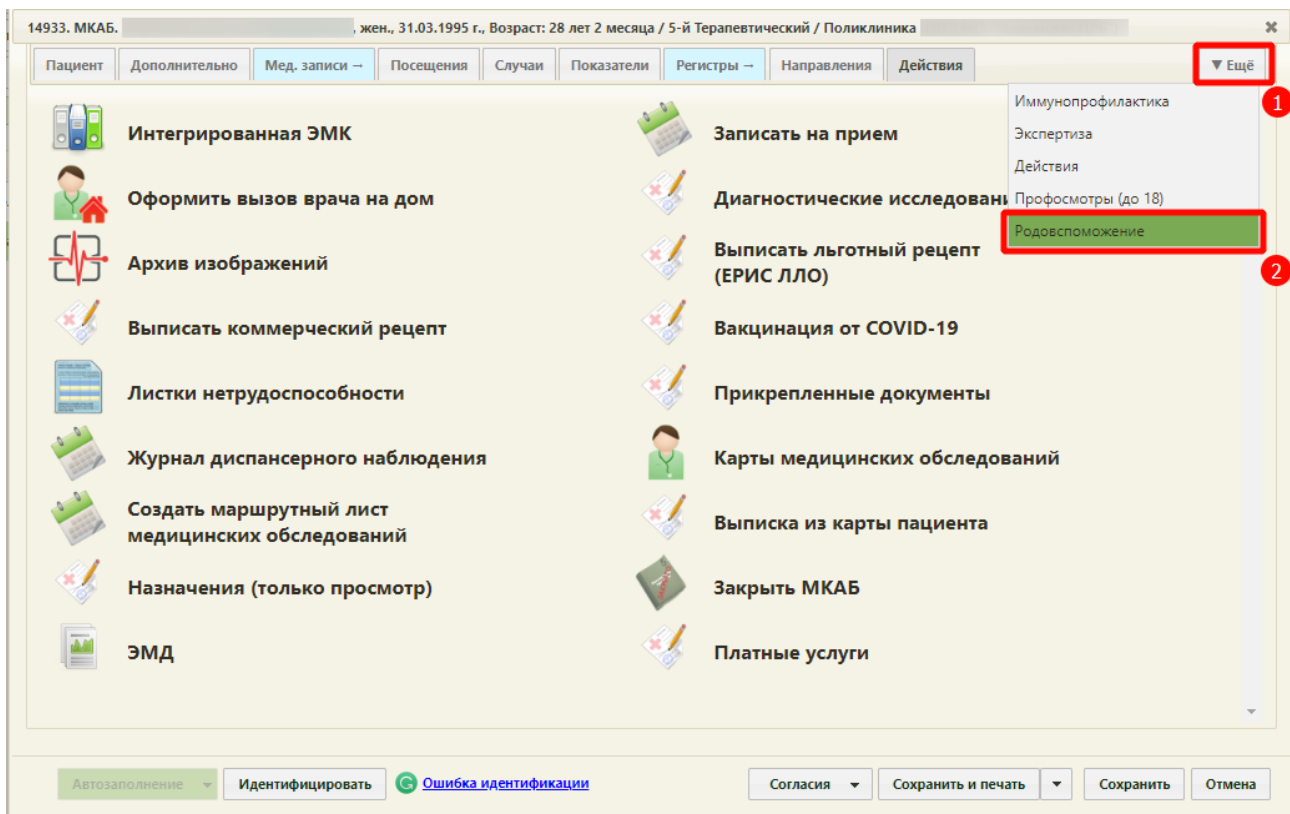 14933. МКАБ. , жен., 31.03.1995 г., Возраст: 28 лет 2 месяца / 5-й Терапевтический / Поликлиника
Пациент Дополнительно Мед. записи → Посещения Случаи Показатели Регистры → Направления Действия ▼ Ещё
1
Иммунопрофилактика
Экспертиза
Действия
Профосмотры (до 18)
Родовспоможение
2
Интегрированная ЭМК
Записать на прием
Оформить вызов врача на дом
Диагностические исследовани
Архив изображений
Выписать льготный рецепт
(ЕРИС ЛЛО)
Выписать коммерческий рецепт
Вакцинация от COVID-19
Листки нетрудоспособности
Прикрепленные документы
Журнал диспансерного наблюдения
Карты медицинских обследований
Создать маршрутный лист
медицинских обследований
Выписка из карты пациента
Назначения (только просмотр)
Закрыть МКАБ
ЭМД
Платные услуги
Автозаполнение Идентифицировать Ошибка идентификации Согласия Сохранить и печать Сохранить Отмена